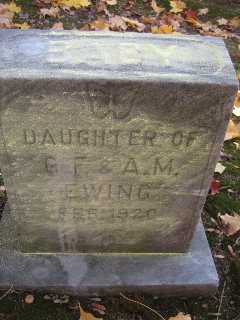 DAUGHTER OF
G.F. & A.M.
EWING
1920